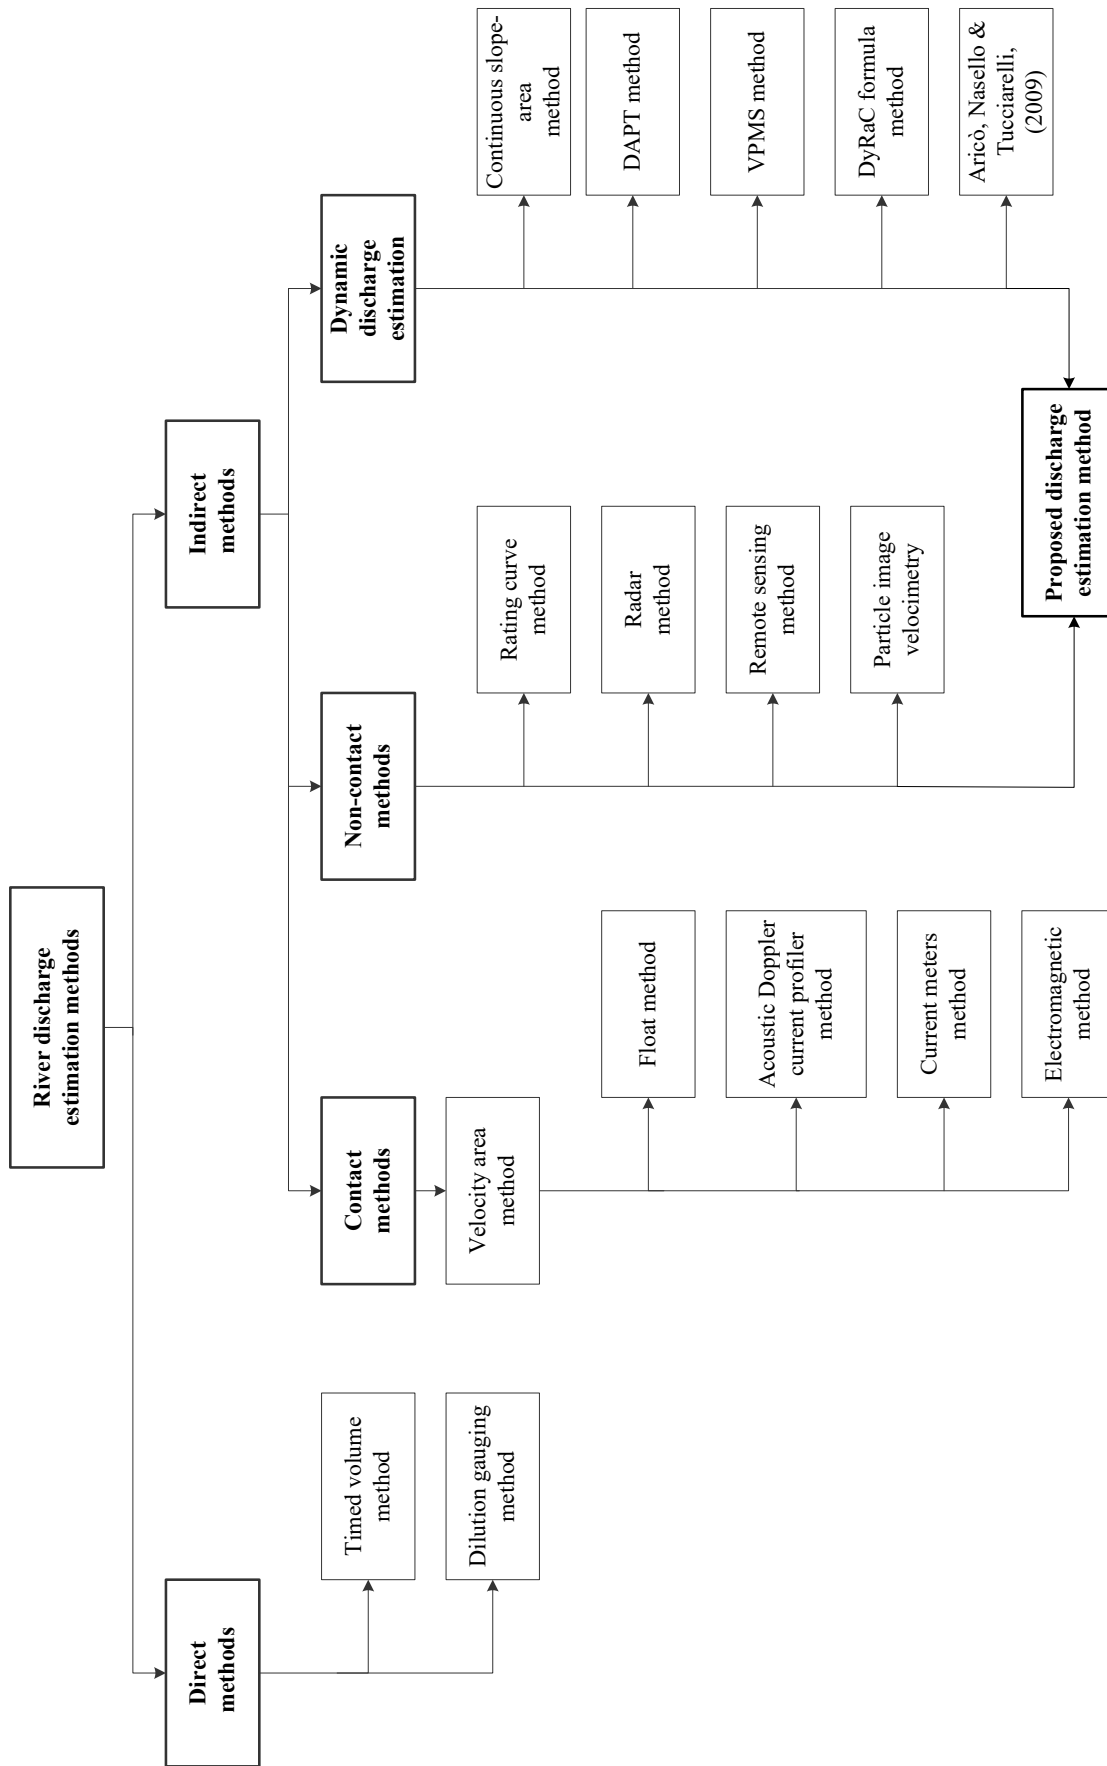 River discharge
estimation methods
Direct
methods
Timed volume
method
Dilution gauging
method
Indirect
methods
Contact
methods
Velocity area
method
Float method
Acoustic Doppler
current profiler
method
Current meters
method
Electromagnetic
method
Non-contact
methods
Rating curve
method
Radar
method
Remote sensing
method
Particle image
velocimetry
Dynamic
discharge
estimation
Continuous slope-
area
method
DAPT method
VPMS method
DyRaC formula
method
Aricò, Nasello &
Tucciarelli,
(2009)
Proposed discharge
estimation method